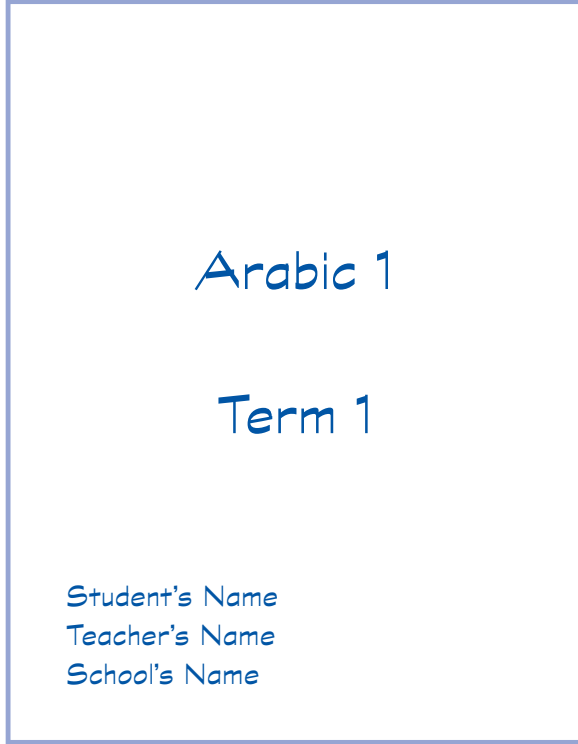 Arabic 1
Term 1
Student's Name
Teacher's Name
School's Name